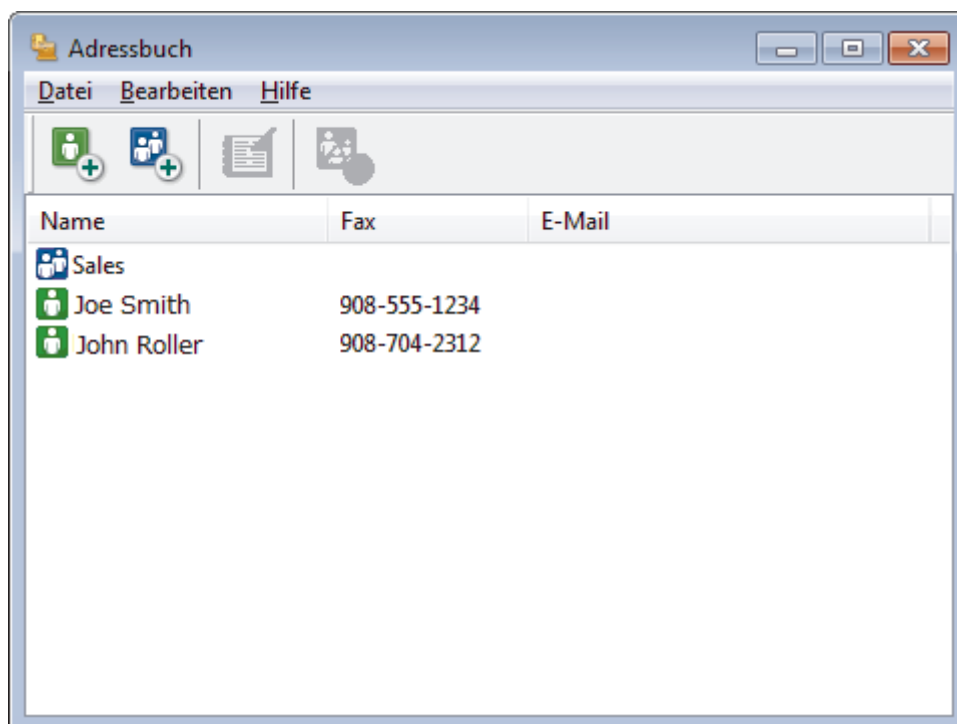 Adressbuch
Datei Bearbeiten Hilfe
Name Fax E-Mail
Sales
Joe Smith 908-555-1234
John Roller 908-704-2312